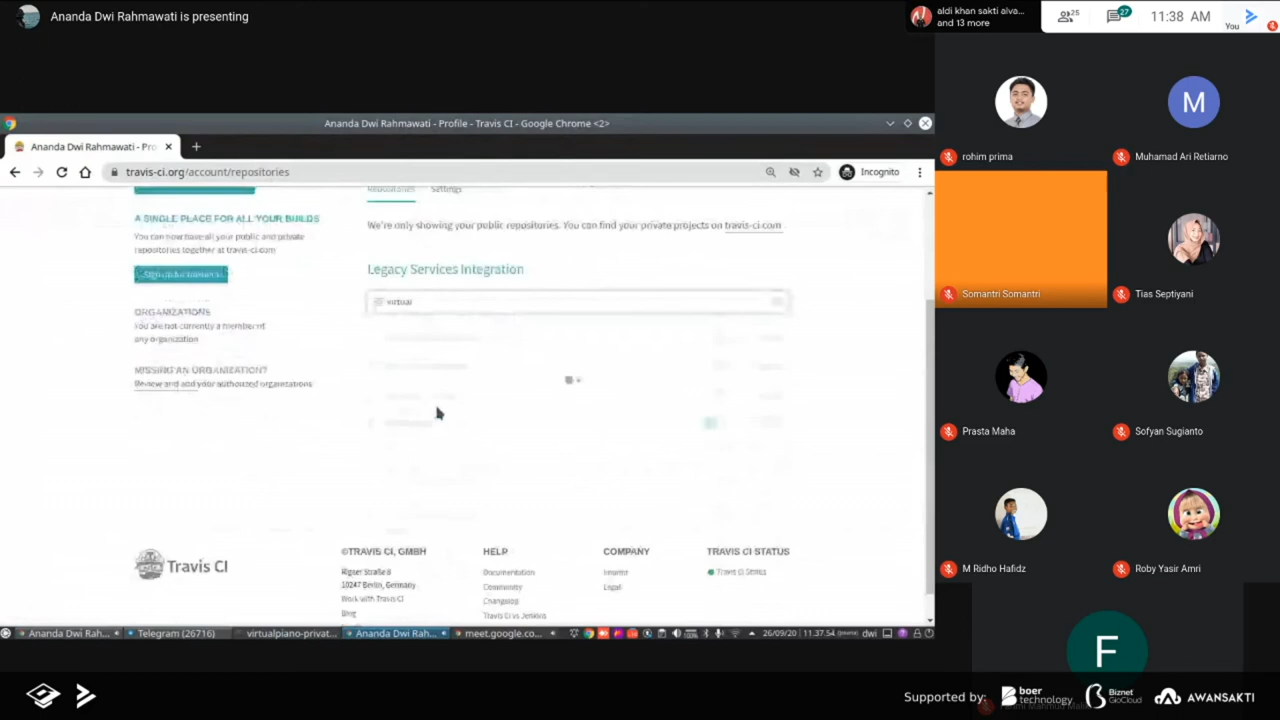 Ananda Dwi Rahmawati is presenting
aldi khan sakti alva...
and 13 more
25
27
11:38 AM
You
Ananda Dwi Rahmawati - Profile - Travis CI - Google Chrome <2>
Ananda Dwi Rahmawati - Pro
travis-ci.org/account/repositories
Incognito
Repositories
Settings
A SINGLE PLACE FOR ALL YOUR BUILDS
You can now have all your public and private
repositories together at travis-ci.com
We're only showing your public repositories. You can find your private projects on travis-ci.com.
Legacy Services Integration
virtual
ORGANIZATIONS
You are not currently a member of
any organization
MISSING AN ORGANIZATION?
Review and add your authorized organizations
Travis CI
©TRAVIS CI, GMBH
Rigaer Straße 8
10247 Berlin, Germany
Work with Travis CI
Blog
HELP
Documentation
Community
Changelog
Travis CI vs Jenkins
COMPANY
Imprint
Legal
TRAVIS CI STATUS
Travis CI Status
Ananda Dwi Rah...
Telegram (26716)
virtualpiano-privat...
Ananda Dwi Rah...
meet.google.co...
26/09/20
11.37.54
dwi
rohim prima
M
Muhamad Ari Retiarno
Somantri Somantri
Tias Septiyani
Prasta Maha
Sofyan Sugianto
M Ridho Hafidz
Roby Yasir Amri
F
Supported by:
boer
technology
Biznet
GioCloud
AWANSAKTI